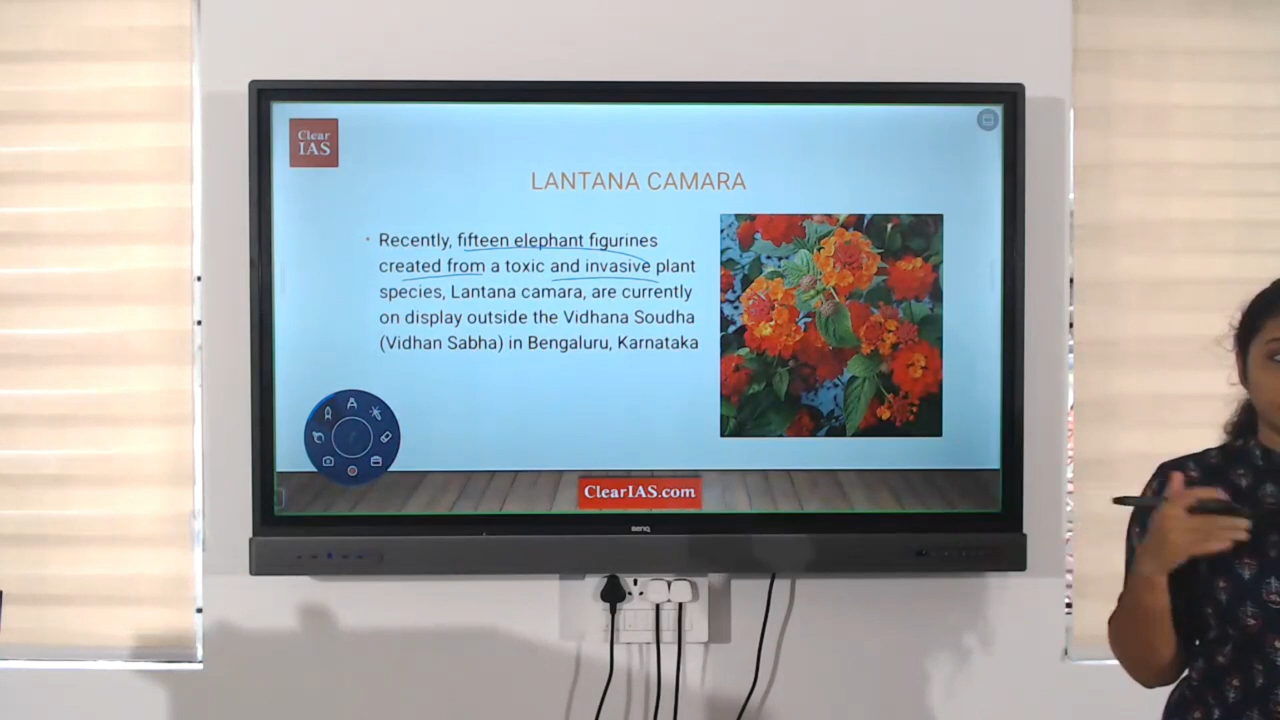 Clear
IAS
LANTANA CAMARA
Recently, fifteen elephant figurines
created from a toxic and invasive plant
species, Lantana camara, are currently
on display outside the Vidhana Soudha
(Vidhan Sabha) in Bengaluru, Karnataka
ClearIAS.com
BenQ